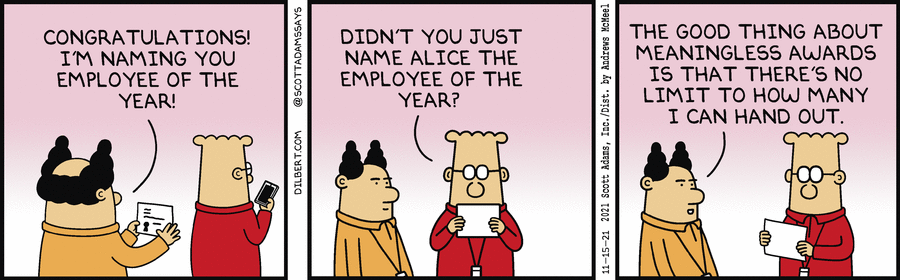 CONGRATULATIONS!
I'M NAMING YOU
EMPLOYEE OF THE
YEAR!
DILBERT.COM @SCOTTADAMSSAYS
DIDN'T YOU JUST
NAME ALICE THE
EMPLOYEE OF THE
YEAR?
11-15-21 2021 Scott Adams, Inc./Dist. by Andrews McMeel
THE GOOD THING ABOUT
MEANINGLESS AWARDS
IS THAT THERE'S NO
LIMIT TO HOW MANY
I CAN HAND OUT.